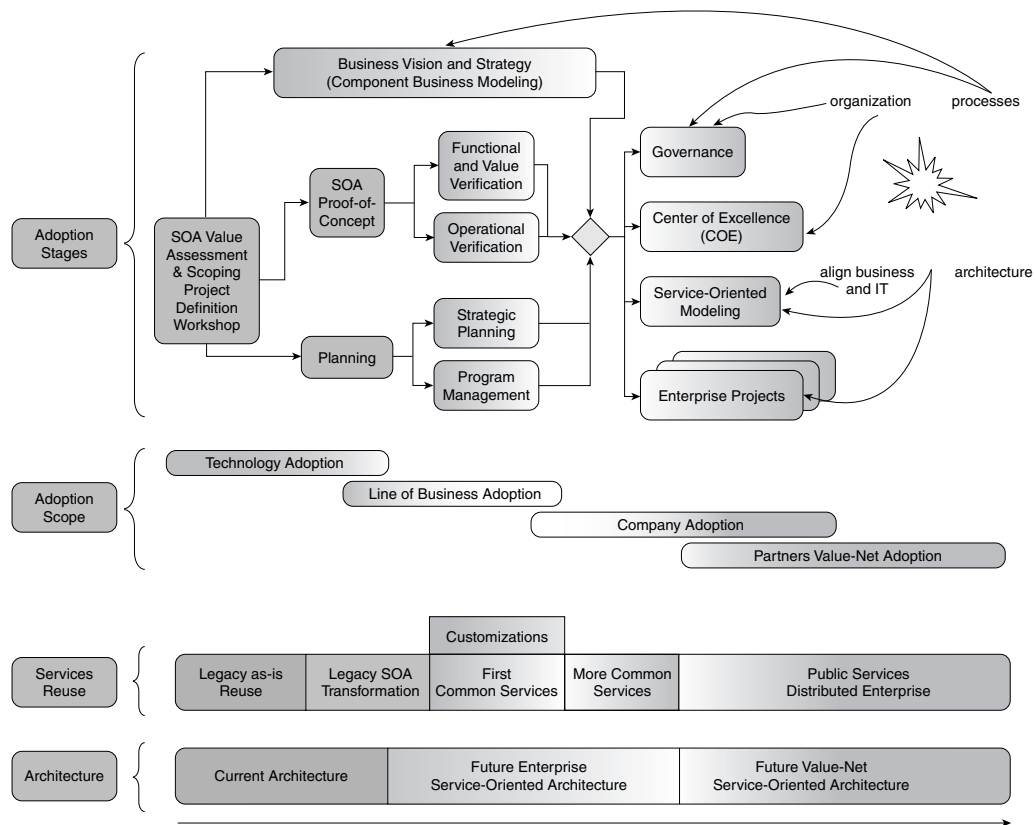 Business Vision and Strategy
(Component Business Modeling)
organization
processes
Functional
and Value
Verification
Governance
SOA
Proof-of-
Concept
Adoption
Stages
SOA Value
Assessment
& Scoping
Project
Definition
Workshop
Operational
Verification
Center of Excellence
(COE)
align business
and IT
architecture
Service-Oriented
Modeling
Strategic
Planning
Planning
Program
Management
Enterprise Projects
Adoption
Scope
Technology Adoption
Line of Business Adoption
Company Adoption
Partners Value-Net Adoption
Customizations
Services
Reuse
Legacy as-is
Reuse
Legacy SOA
Transformation
First
Common Services
More Common
Services
Public Services
Distributed Enterprise
Architecture
Current Architecture
Future Enterprise
Service-Oriented Architecture
Future Value-Net
Service-Oriented Architecture